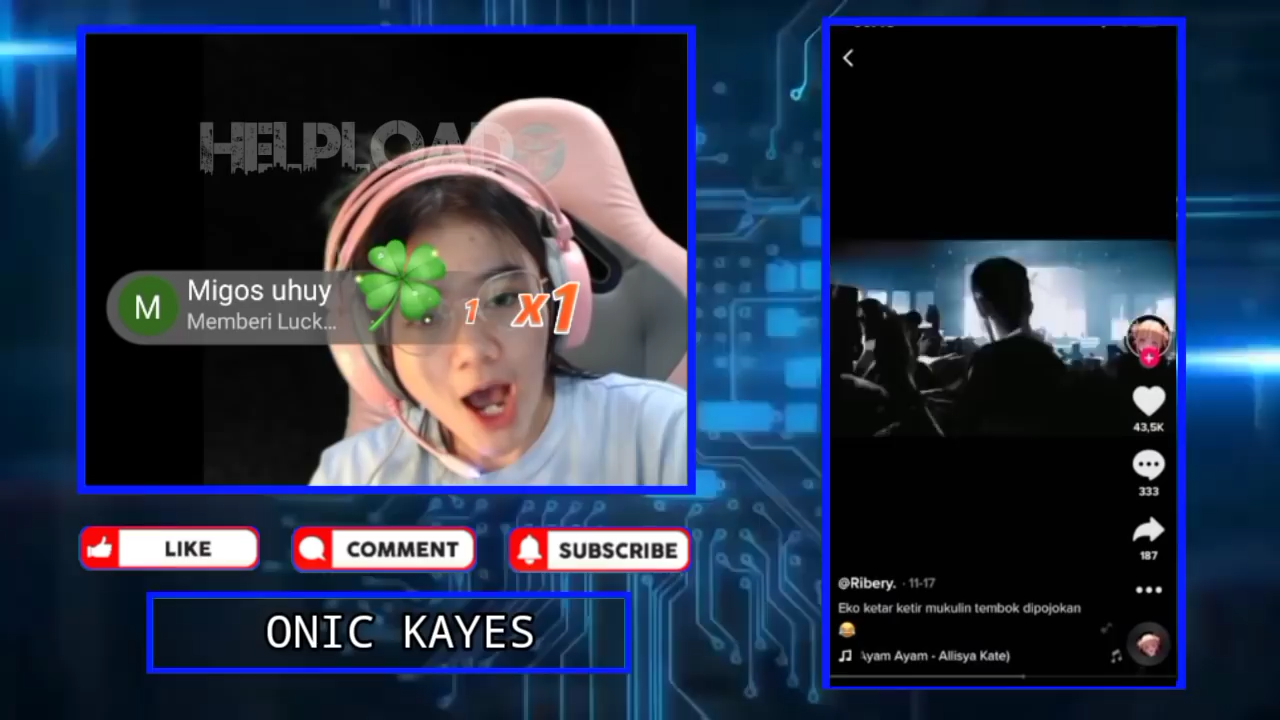 HELPLOAD
M
Migos uhuy
Memberi Luck...
1 x1
LIKE
COMMENT
SUBSCRIBE
ONIC KAYES
43,5K
333
187
@Ribery. · 11-17
Eko ketar ketir mukulin tembok dipojokan
😂
Ayam Ayam - Allisya Kate)